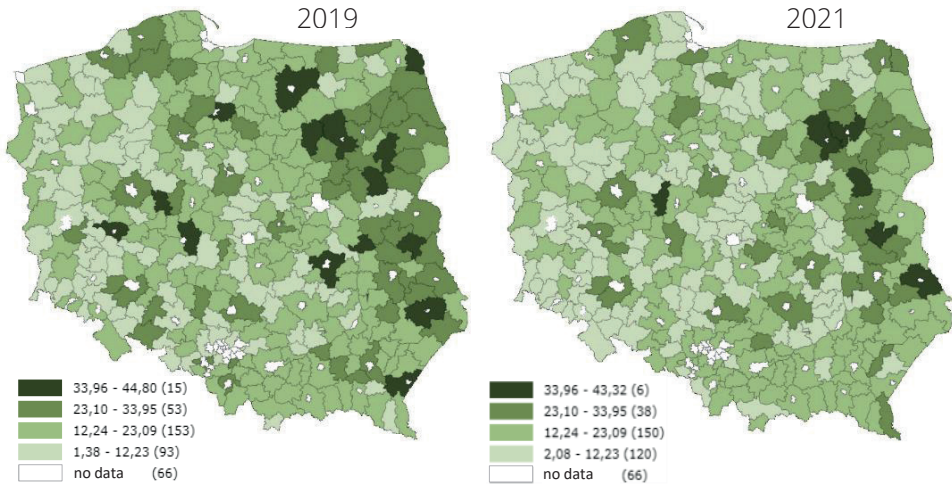 2019
2021
33,96 - 44,80 (15)
23,10 - 33,95 (53)
12,24 - 23,09 (153)
1,38 - 12,23 (93)
no data (66)
33,96 - 43,32 (6)
23,10 - 33,95 (38)
12,24 - 23,09 (150)
2,08 - 12,23 (120)
no data (66)